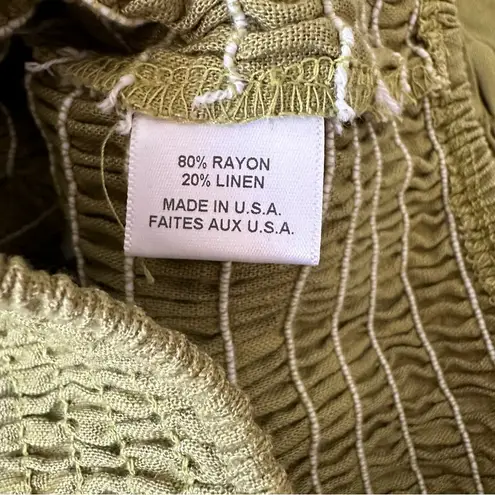 80% RAYON
20% LINEN
MADE IN U.S.A.
FAITES AUX U.S.A.